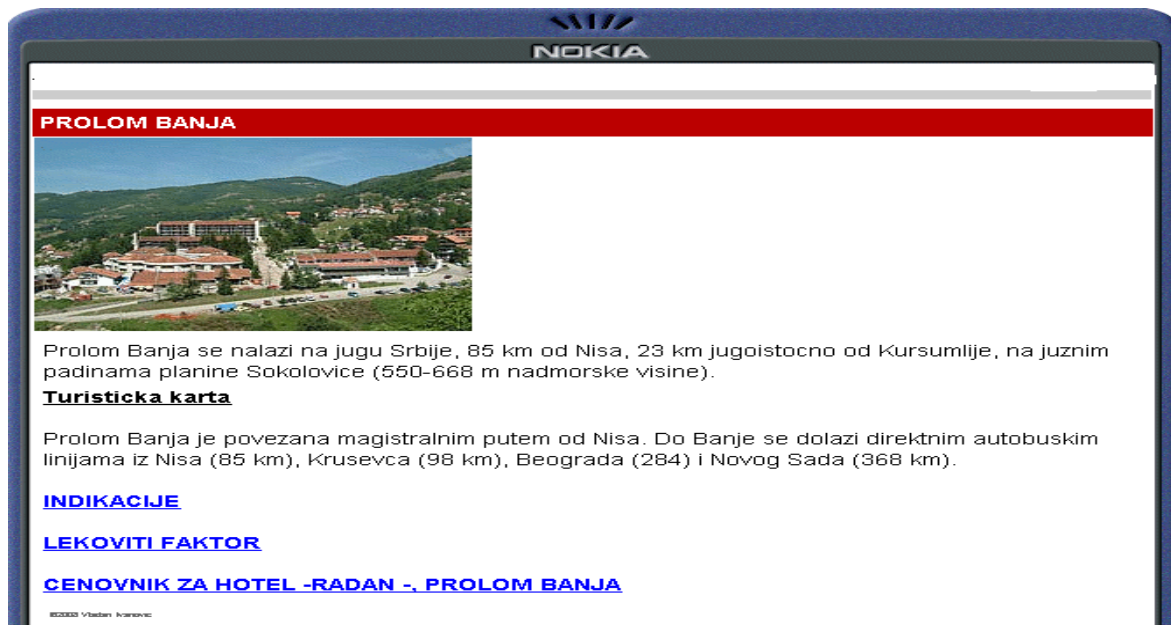 NOKIA
PROLOM BANJA
Prolom Banja se nalazi na jugu Srbije, 85 km od Nisa, 23 km jugoistocno od Kursumlije, na juznim
padinama planine Sokolovice (550-668 m nadmorske visine).
Turisticka karta
Prolom Banja je povezana magistralnim putem od Nisa. Do Banje se dolazi direktnim autobuskim
linijama iz Nisa (85 km), Krusevca (98 km), Beograda (284) i Novog Sada (368 km).
INDIKACIJE
LEKOVITI FAKTOR
CENOVNIK ZA HOTEL -RADAN -, PROLOM BANJA
©2003 Vladan Ivanovic